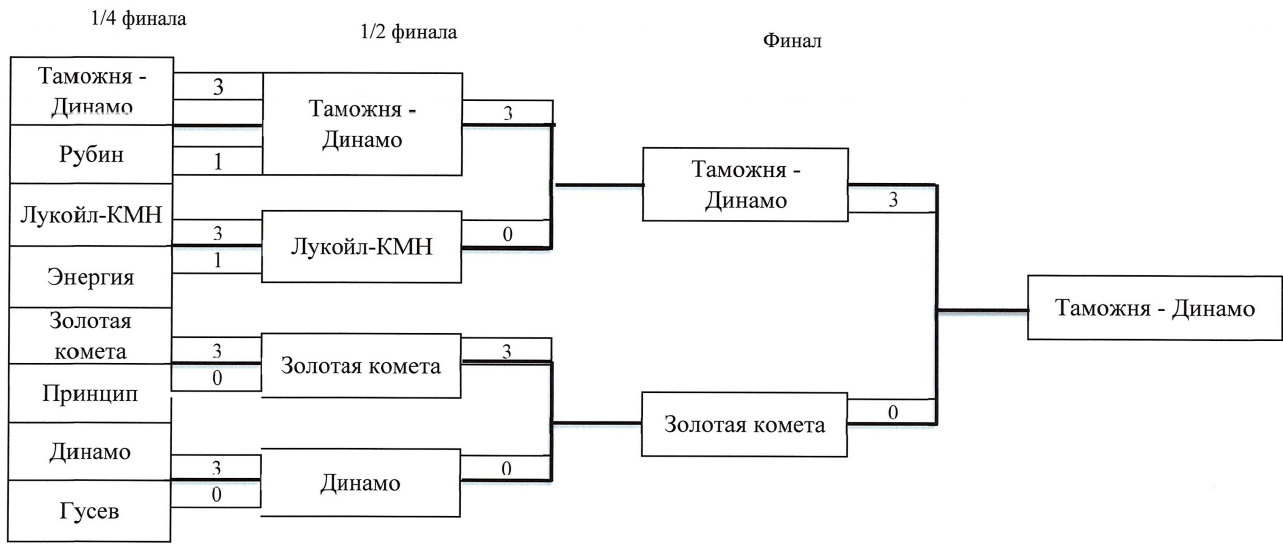 1/4 финала
1/2 финала
Финал
Таможня -
Динамо
3
Рубин
1
Таможня -
Динамо
3
Лукойл-КМН
3
Энергия
1
Лукойл-КМН
0
Таможня -
Динамо
3
Золотая
комета
3
Принцип
0
Золотая комета
3
Динамо
3
Гусев
0
Динамо
0
Золотая комета
0
Таможня - Динамо